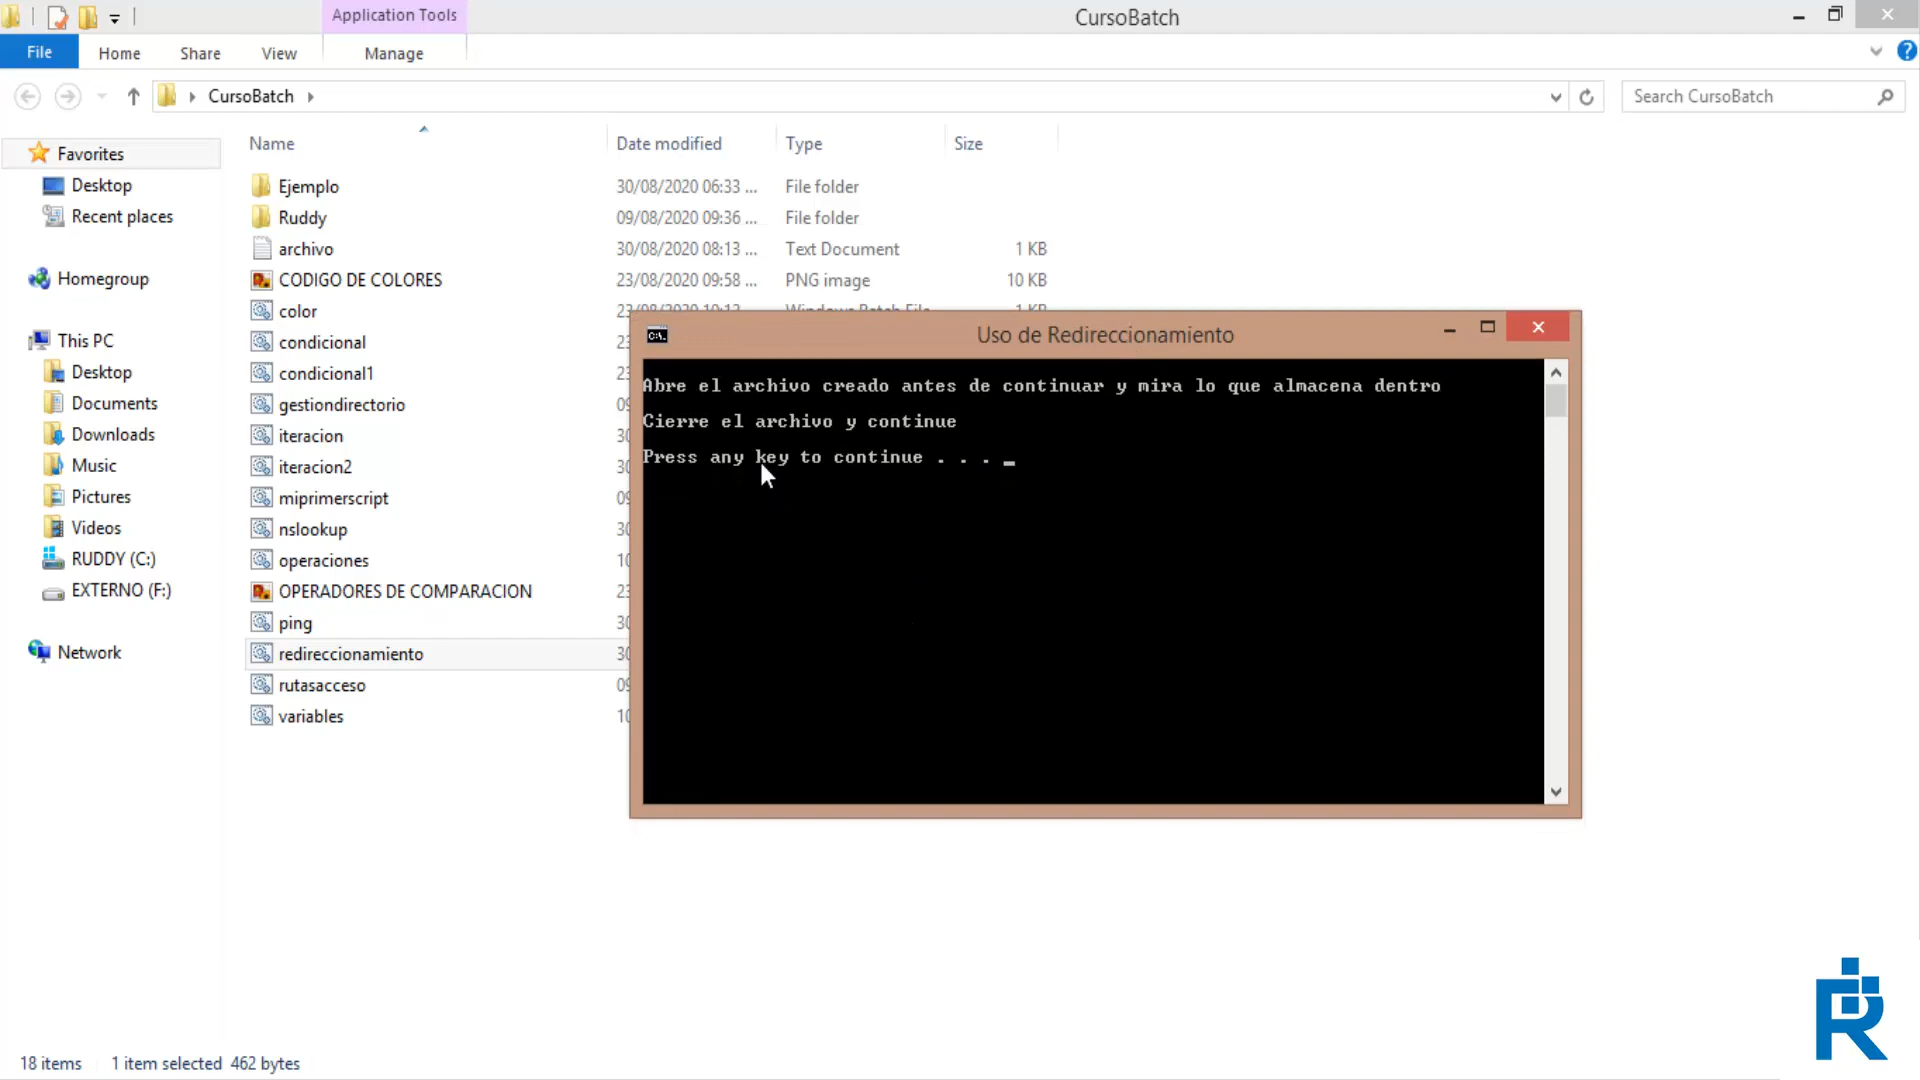 Application Tools
CursoBatch
File
Home
Share
View
Manage
CursoBatch
Search CursoBatch
Name
Date modified
Type
Size
Favorites
Desktop
Recent places
Homegroup
This PC
Desktop
Documents
Downloads
Music
Pictures
Videos
RUDDY (C:)
EXTERNO (F:)
Network
Ejemplo 30/08/2020 06:33 ... File folder
Ruddy 09/08/2020 09:36 ... File folder
archivo 30/08/2020 08:13 ... Text Document 1 KB
CODIGO DE COLORES 23/08/2020 09:58 ... PNG image 10 KB
color
condicional
condicional1
gestiondirectorio
iteracion
iteracion2
miprimerscript
nslookup
operaciones
OPERADORES DE COMPARACION
ping
redireccionamiento
rutasacceso
variables
Uso de Redireccionamiento
Abre el archivo creado antes de continuar y mira lo que almacena dentro
Cierre el archivo y continue
Press any key to continue . . .
18 items
1 item selected 462 bytes